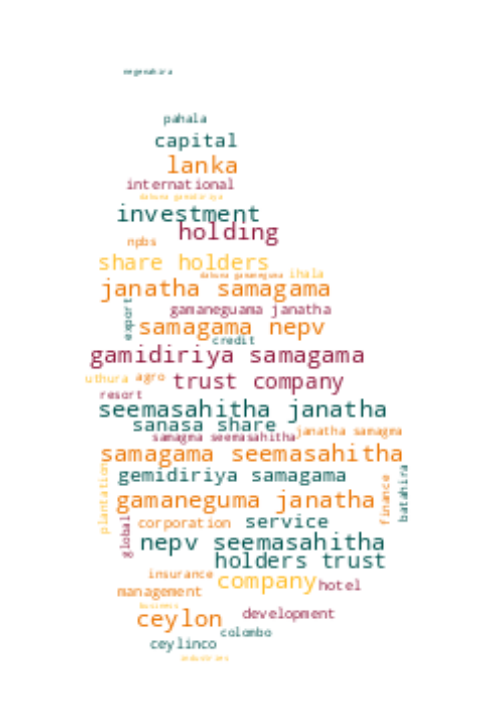 negenahira
pahala
capital
lanka
international
dakuna gamidiriya
investment
holding
npbs
share holders
dakuna gamaneguma ihala
janatha samagama
export
gamaneguama janatha
samagama nepv
credit
gamidiriya samagama
uthura agro trust company
resort
seemasahitha janatha
sanasa share
samagma seemasahitha janatha samagma
samagama seemasahitha
plantation
gemidiriya samagama
batahira
finance
gamaneguma janatha
global
corporation service
nepv seemasahitha
holders trust
insurance company hotel
management
business
ceylon development
colombo
ceylinco
industries